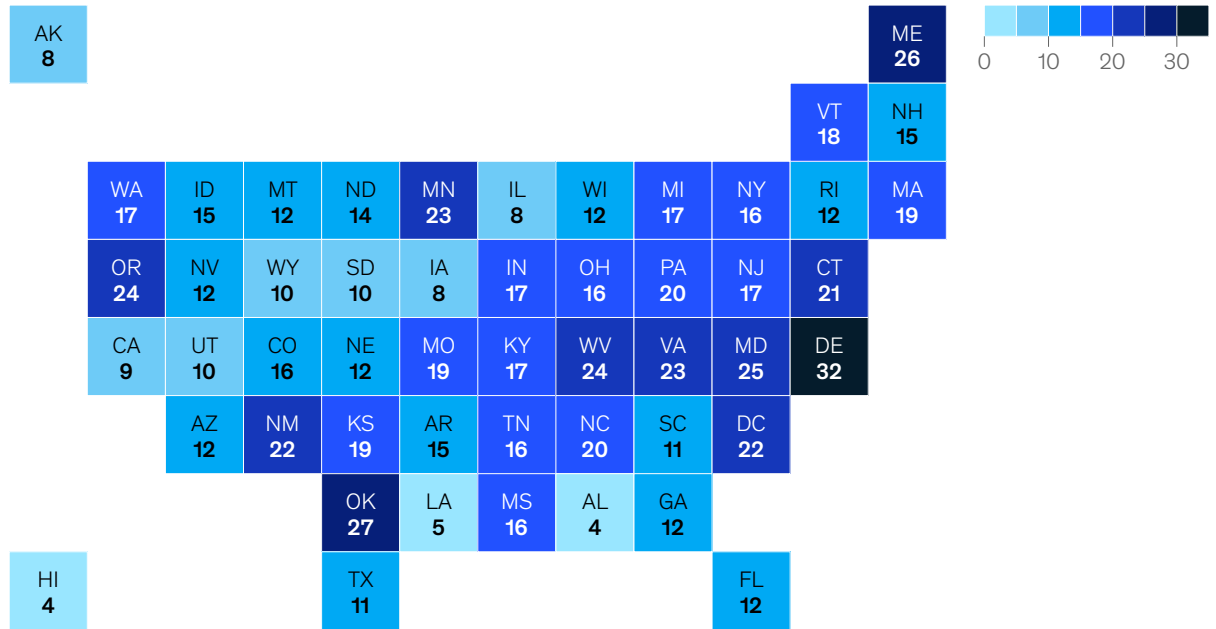 AK
8
ME
26
0 10 20 30
VT NH
18 15
WA ID MT ND MN IL WI MI NY RI MA
17 15 12 14 23 8 12 17 16 12 19
OR NV WY SD IA IN OH PA NJ CT
24 12 10 10 8 17 16 20 17 21
CA UT CO NE MO KY WV VA MD DE
9 10 16 12 19 17 24 23 25 32
AZ NM KS AR TN NC SC DC
12 22 19 15 16 20 11 22
OK LA MS AL GA
27 5 16 4 12
HI TX FL
4 11 12